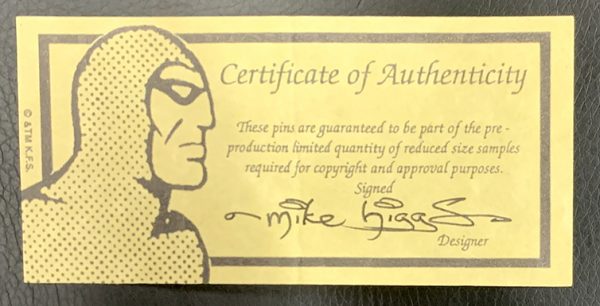 Certificate of Authenticity
These pins are guaranteed to be part of the pre -
production limited quantity of reduced size samples
required for copyright and approval purposes.
Signed
mike higgs
Designer
© &TM K.F.S.